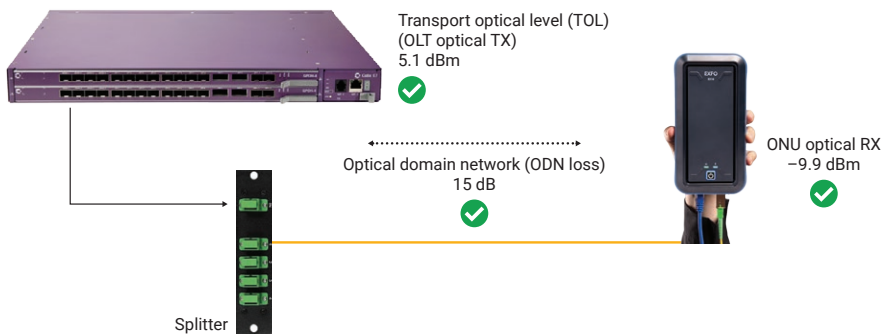 Transport optical level (TOL)
(OLT optical TX)
5.1 dBm
EXFO
ONU optical RX
–9.9 dBm
Optical domain network (ODN loss)
15 dB
Splitter